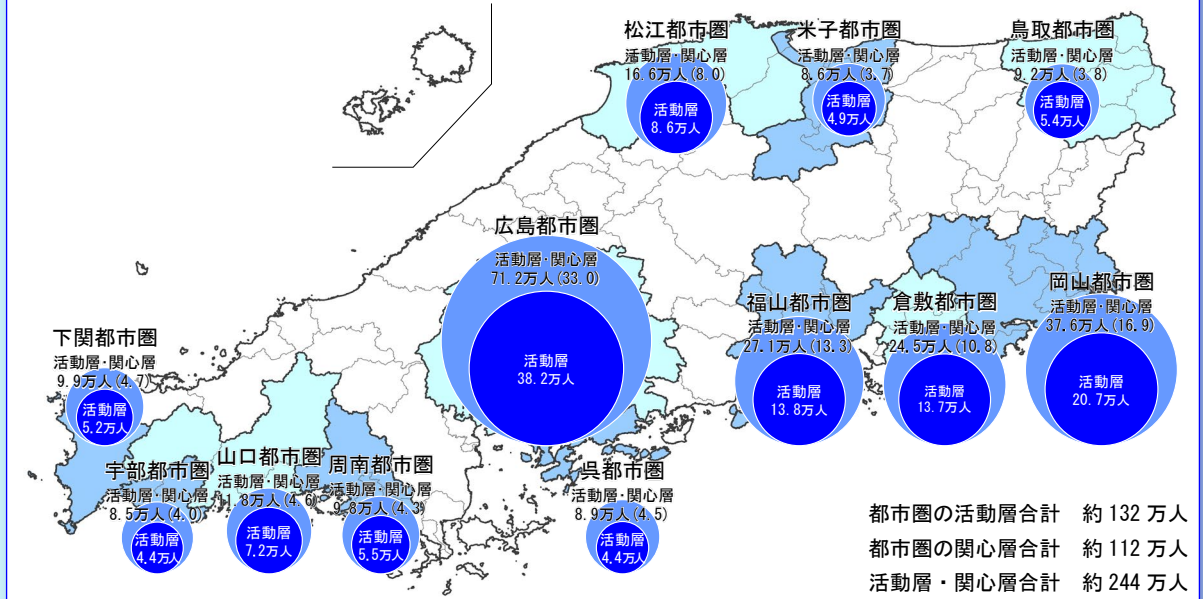 松江都市圏
活動層・関心層
16.6万人(8.0)
活動層
8.6万人
米子都市圏
活動層・関心層
8.6万人(3.7)
活動層
4.9万人
鳥取都市圏
活動層・関心層
9.2万人(3.8)
活動層
5.4万人
広島都市圏
活動層・関心層
71.2万人(33.0)
活動層
38.2万人
福山都市圏
活動層・関心層
27.1万人(13.3)
活動層
13.8万人
倉敷都市圏
活動層・関心層
24.5万人(10.8)
活動層
13.7万人
岡山都市圏
活動層・関心層
37.6万人(16.9)
活動層
20.7万人
下関都市圏
活動層・関心層
9.9万人(4.7)
活動層
5.2万人
宇部都市圏
活動層・関心層
8.5万人(4.0)
活動層
4.4万人
山口都市圏
活動層・関心層
11.8万人(4.6)
活動層
7.2万人
周南都市圏
活動層・関心層
9.8万人(4.3)
活動層
5.5万人
呉都市圏
活動層・関心層
8.9万人(4.5)
活動層
4.4万人
都市圏の活動層合計 約 132 万人
都市圏の関心層合計 約 112 万人
活動層・関心層合計 約 244 万人